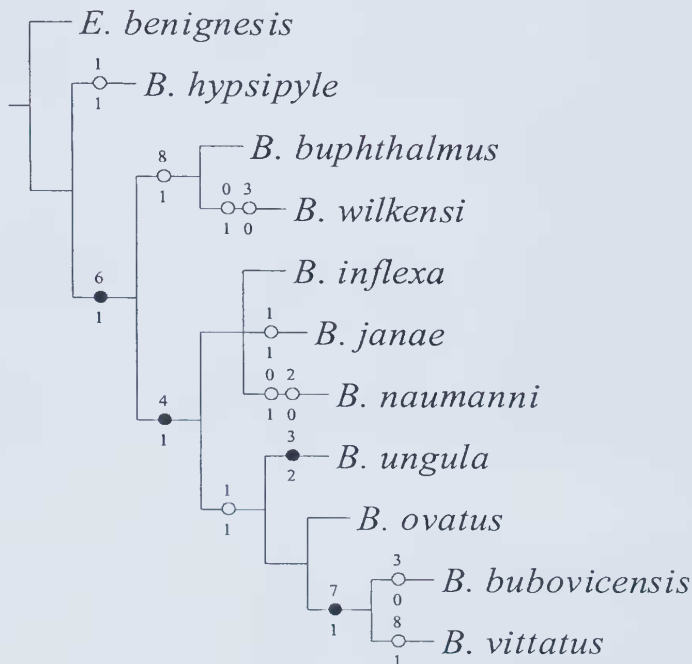 E. benignesis
1
1
B. hypsipyle
8
1
B. buphthalmus
0 3
1 0
B. wilkensi
6
1
B. inflexa
1
1
B. janae
0 2
1 0
B. naumanni
4
1
3
2
B. ungula
1
1
B. ovatus
3
0
B. bubovicensis
7
1
8
1
B. vittatus